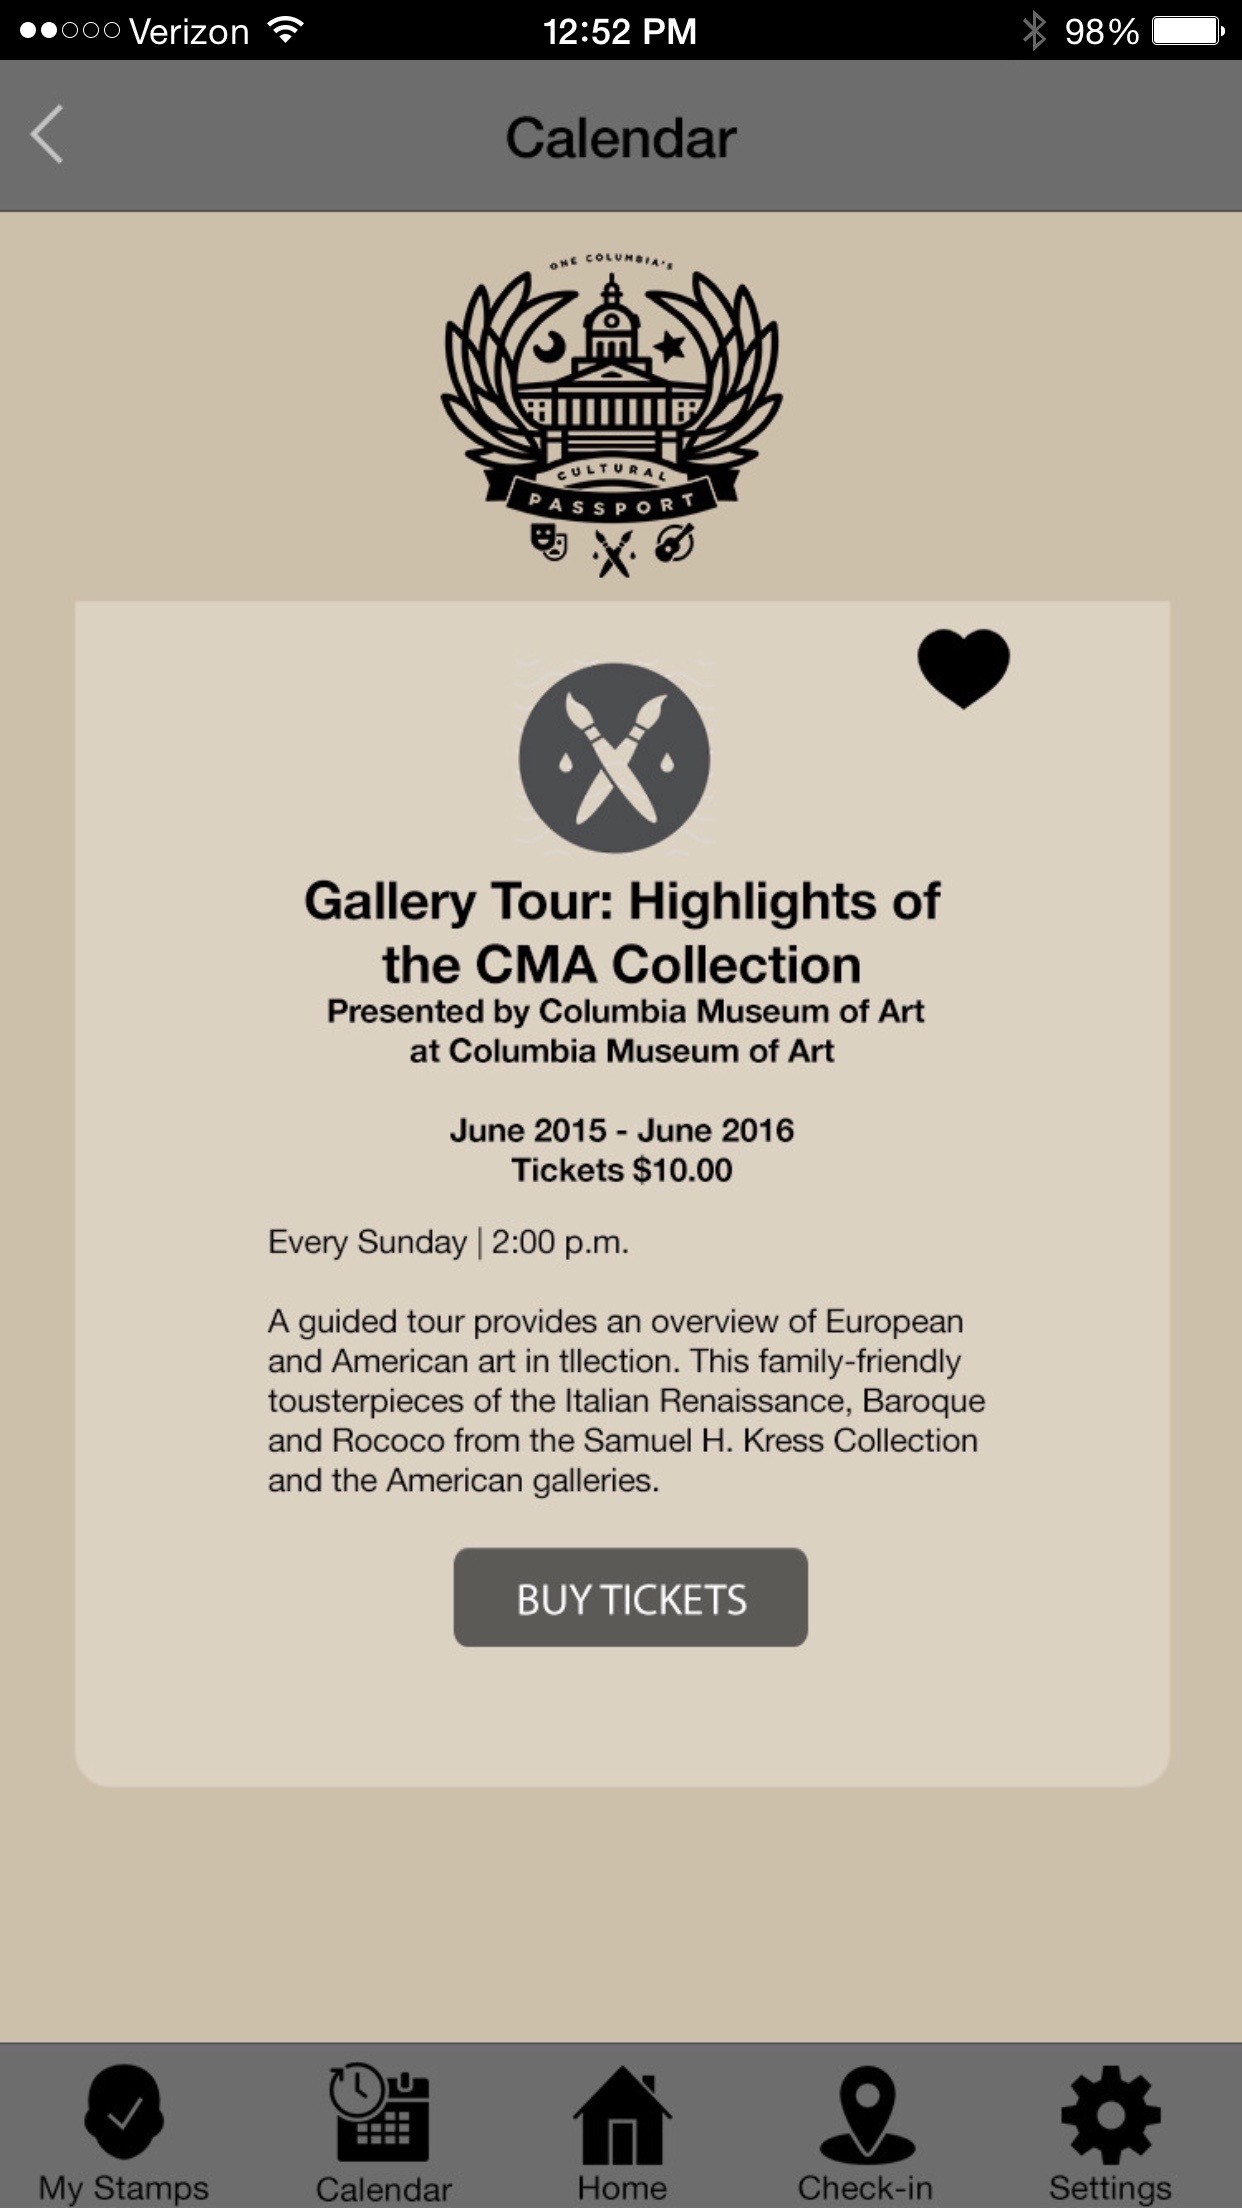 Verizon 12:52 PM 98%
Calendar
ONE COLUMBIA'S
CULTURAL
PASSPORT
Gallery Tour: Highlights of
the CMA Collection
Presented by Columbia Museum of Art
at Columbia Museum of Art
June 2015 - June 2016
Tickets $10.00
Every Sunday | 2:00 p.m.
A guided tour provides an overview of European
and American art in tllection. This family-friendly
tousterpieces of the Italian Renaissance, Baroque
and Rococo from the Samuel H. Kress Collection
and the American galleries.
BUY TICKETS
My Stamps Calendar Home Check-in Settings